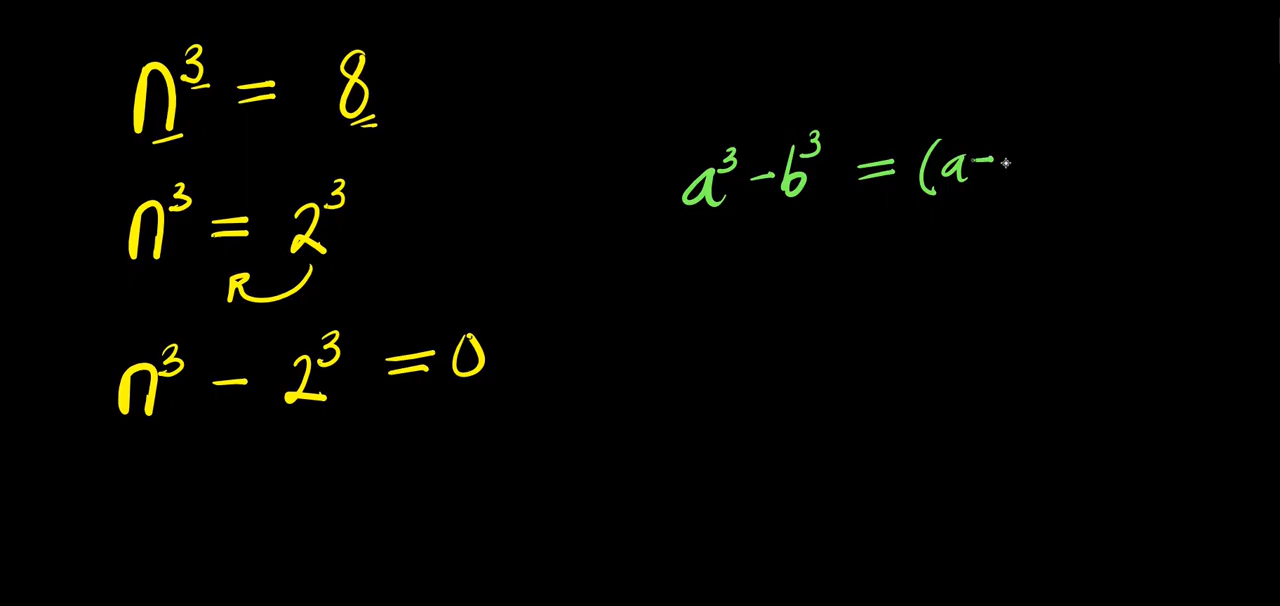 n³ = 8
a³ - b³ = (a -
n³ = 2³
n³ - 2³ = 0